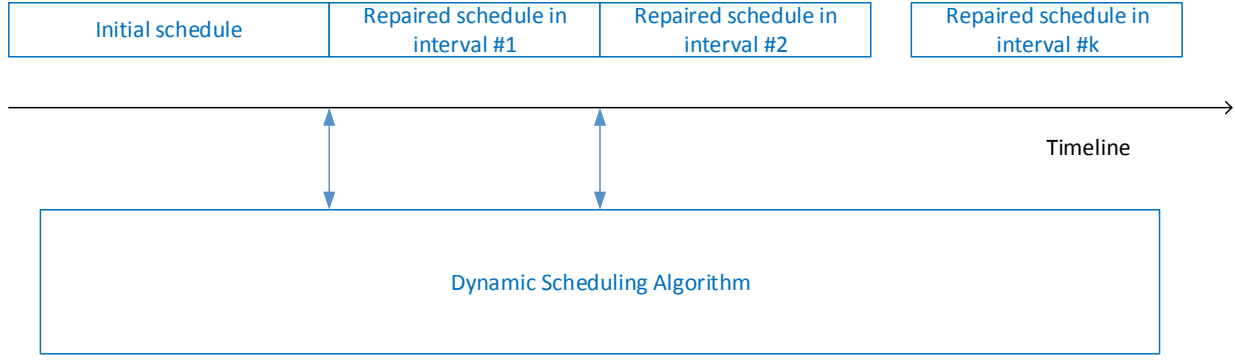 Initial schedule
Repaired schedule in
interval #1
Repaired schedule in
interval #2
Repaired schedule in
interval #k
Timeline
Dynamic Scheduling Algorithm